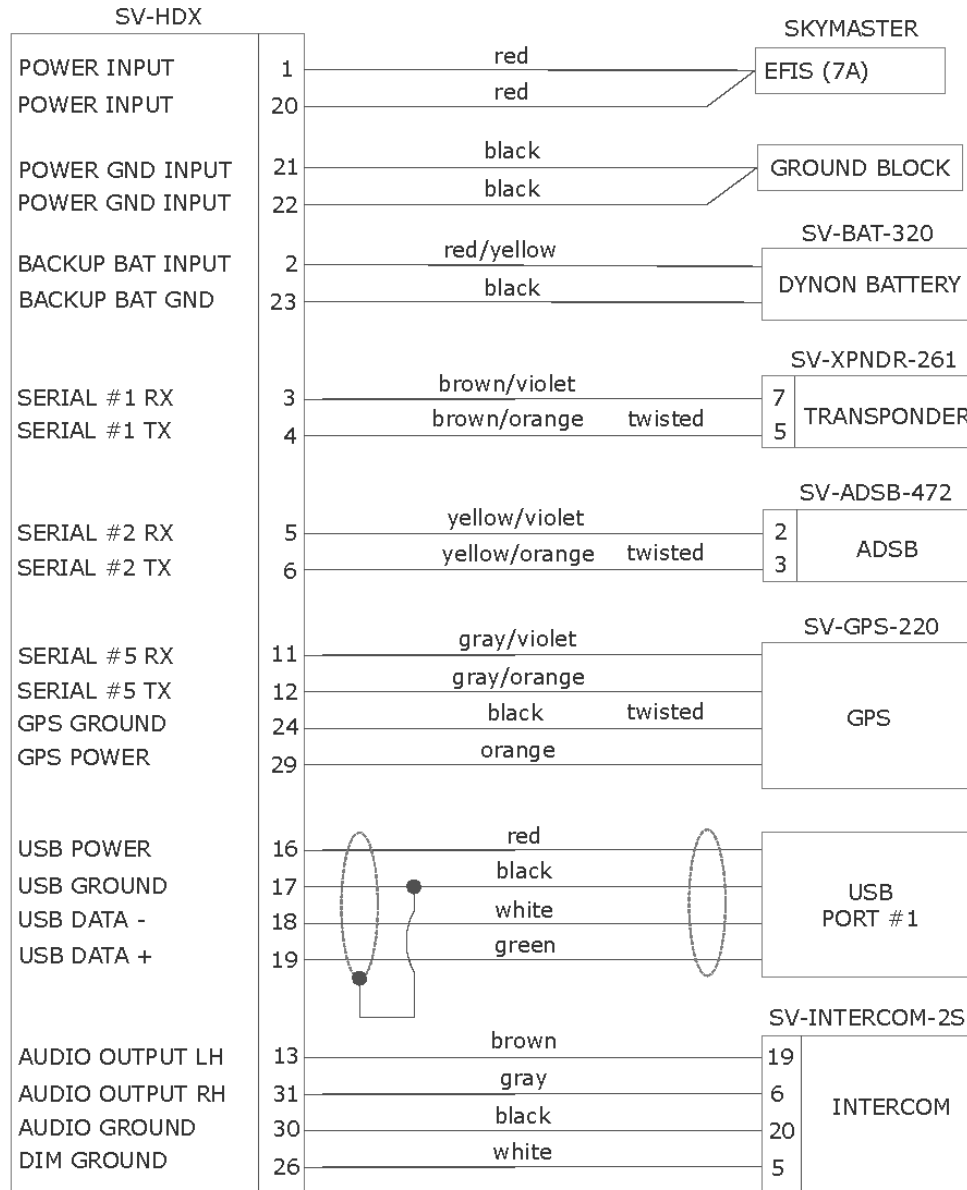 SV-HDX
SKYMASTER
POWER INPUT 1 red EFIS (7A)
POWER INPUT 20 red
POWER GND INPUT 21 black GROUND BLOCK
POWER GND INPUT 22 black
SV-BAT-320
BACKUP BAT INPUT 2 red/yellow DYNON BATTERY
BACKUP BAT GND 23 black
SV-XPNDR-261
SERIAL #1 RX 3 brown/violet 7 TRANSPONDER
SERIAL #1 TX 4 brown/orange twisted 5
SV-ADSB-472
SERIAL #2 RX 5 yellow/violet 2 ADSB
SERIAL #2 TX 6 yellow/orange twisted 3
SV-GPS-220
SERIAL #5 RX 11 gray/violet
SERIAL #5 TX 12 gray/orange
GPS GROUND 24 black twisted GPS
GPS POWER 29 orange
USB POWER 16 red
USB GROUND 17 black USB
USB DATA - 18 white PORT #1
USB DATA + 19 green
SV-INTERCOM-2S
AUDIO OUTPUT LH 13 brown 19
AUDIO OUTPUT RH 31 gray 6 INTERCOM
AUDIO GROUND 30 black 20
DIM GROUND 26 white 5